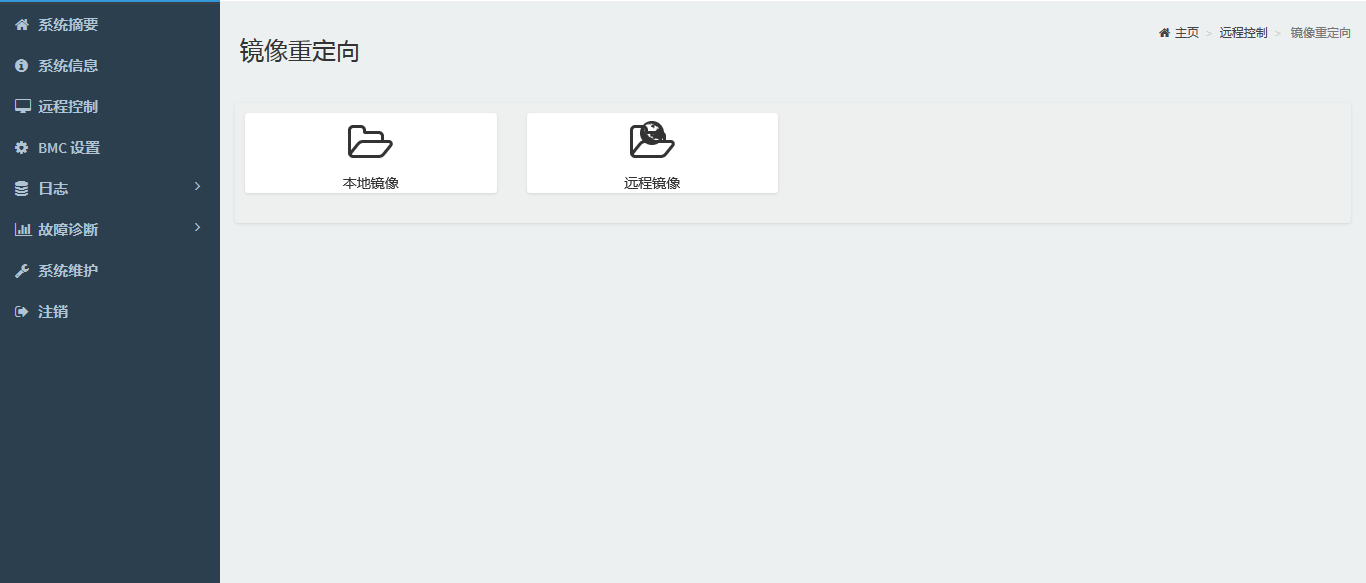 系统摘要
系统信息
远程控制
BMC 设置
日志
故障诊断
系统维护
注销
主页 > 远程控制 > 镜像重定向
镜像重定向
本地镜像
远程镜像